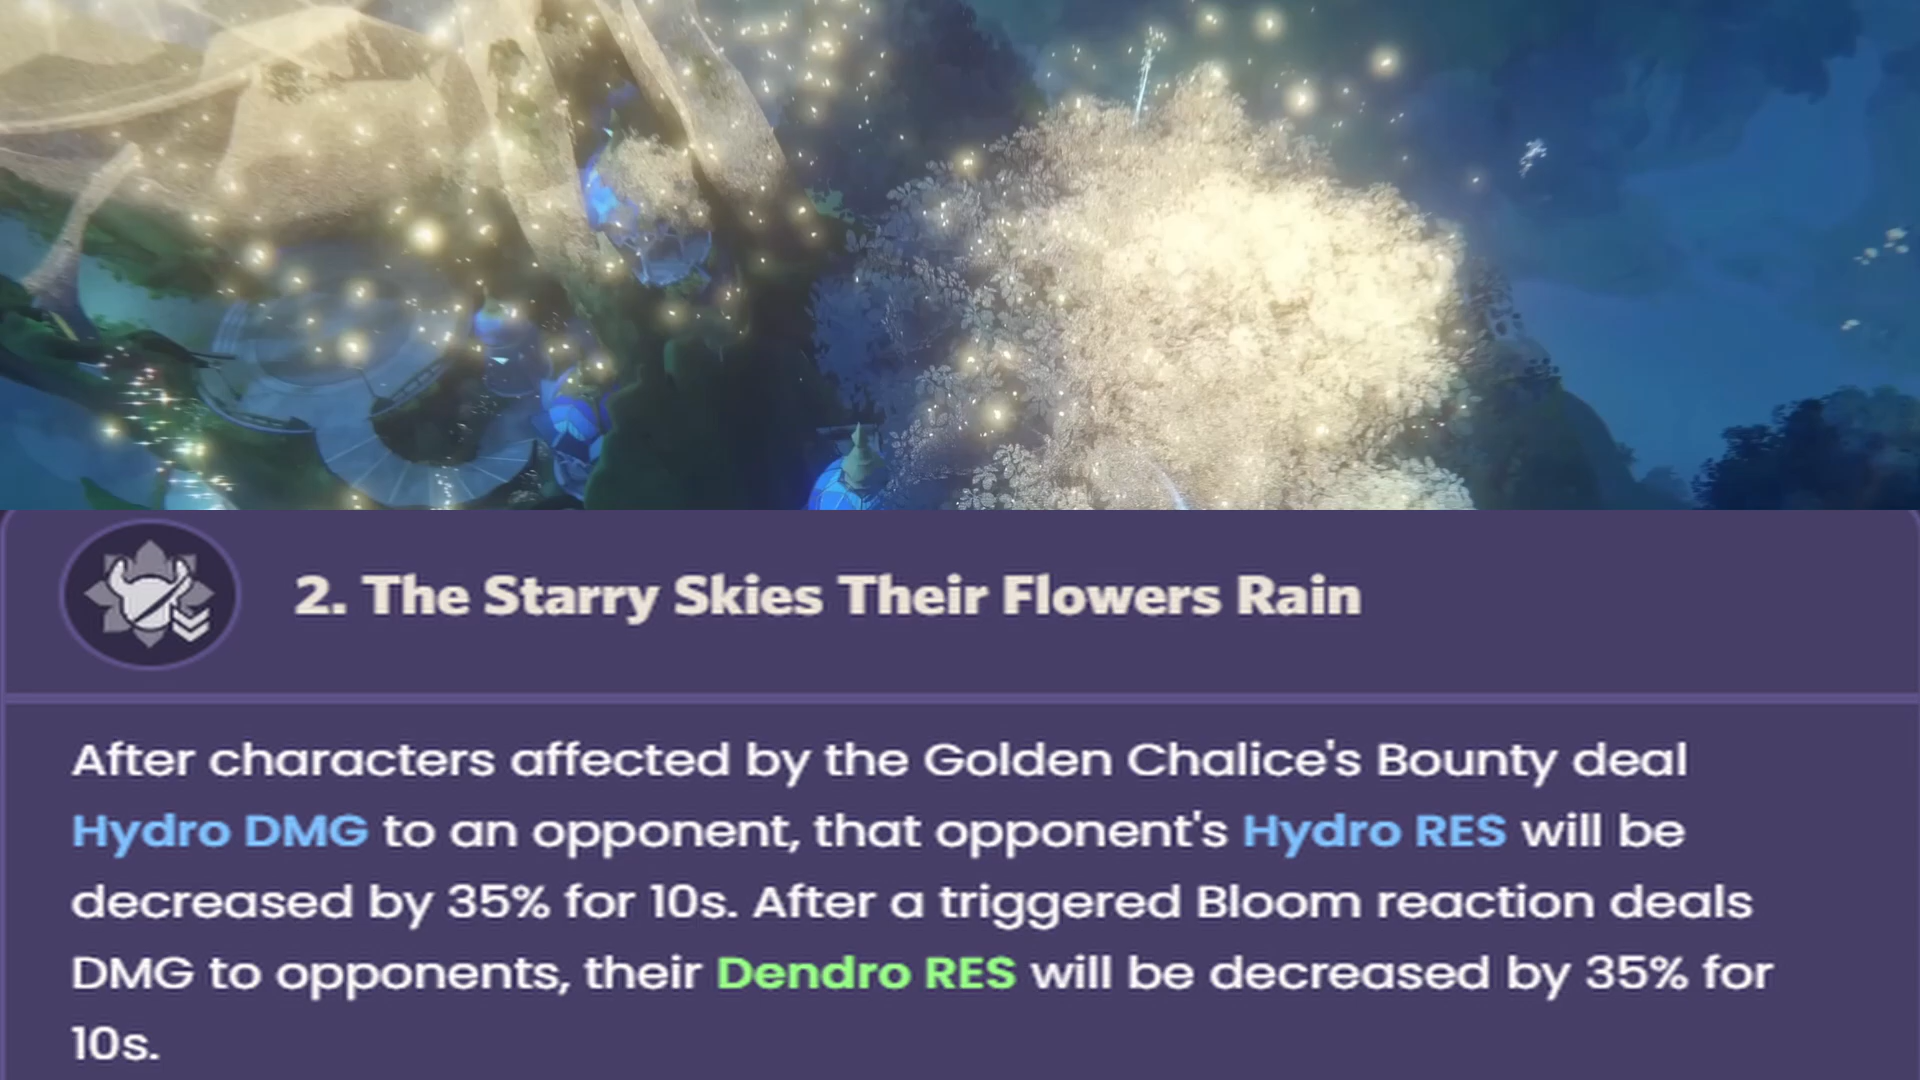 2. The Starry Skies Their Flowers Rain
After characters affected by the Golden Chalice's Bounty deal
Hydro DMG to an opponent, that opponent's Hydro RES will be
decreased by 35% for 10s. After a triggered Bloom reaction deals
DMG to opponents, their Dendro RES will be decreased by 35% for
10s.